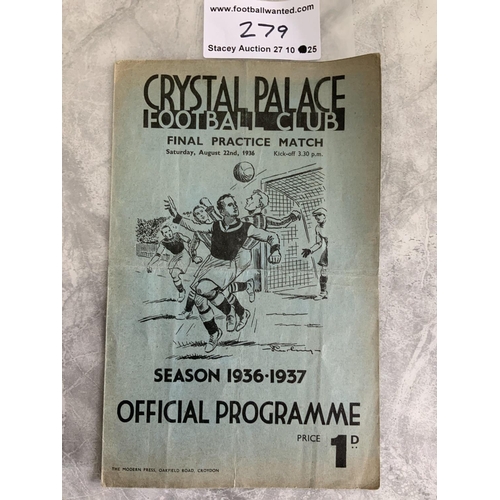 www.footballwanted.com
279
Stacey Auction 27 10 25
CRYSTAL PALACE
FOOTBALL CLUB
FINAL PRACTICE MATCH
Saturday, August 22nd, 1936 Kick-off 3.30 p.m.
SEASON 1936-1937
OFFICIAL PROGRAMME
PRICE 1D
THE MODERN PRESS, OAKFIELD ROAD, CROYDON